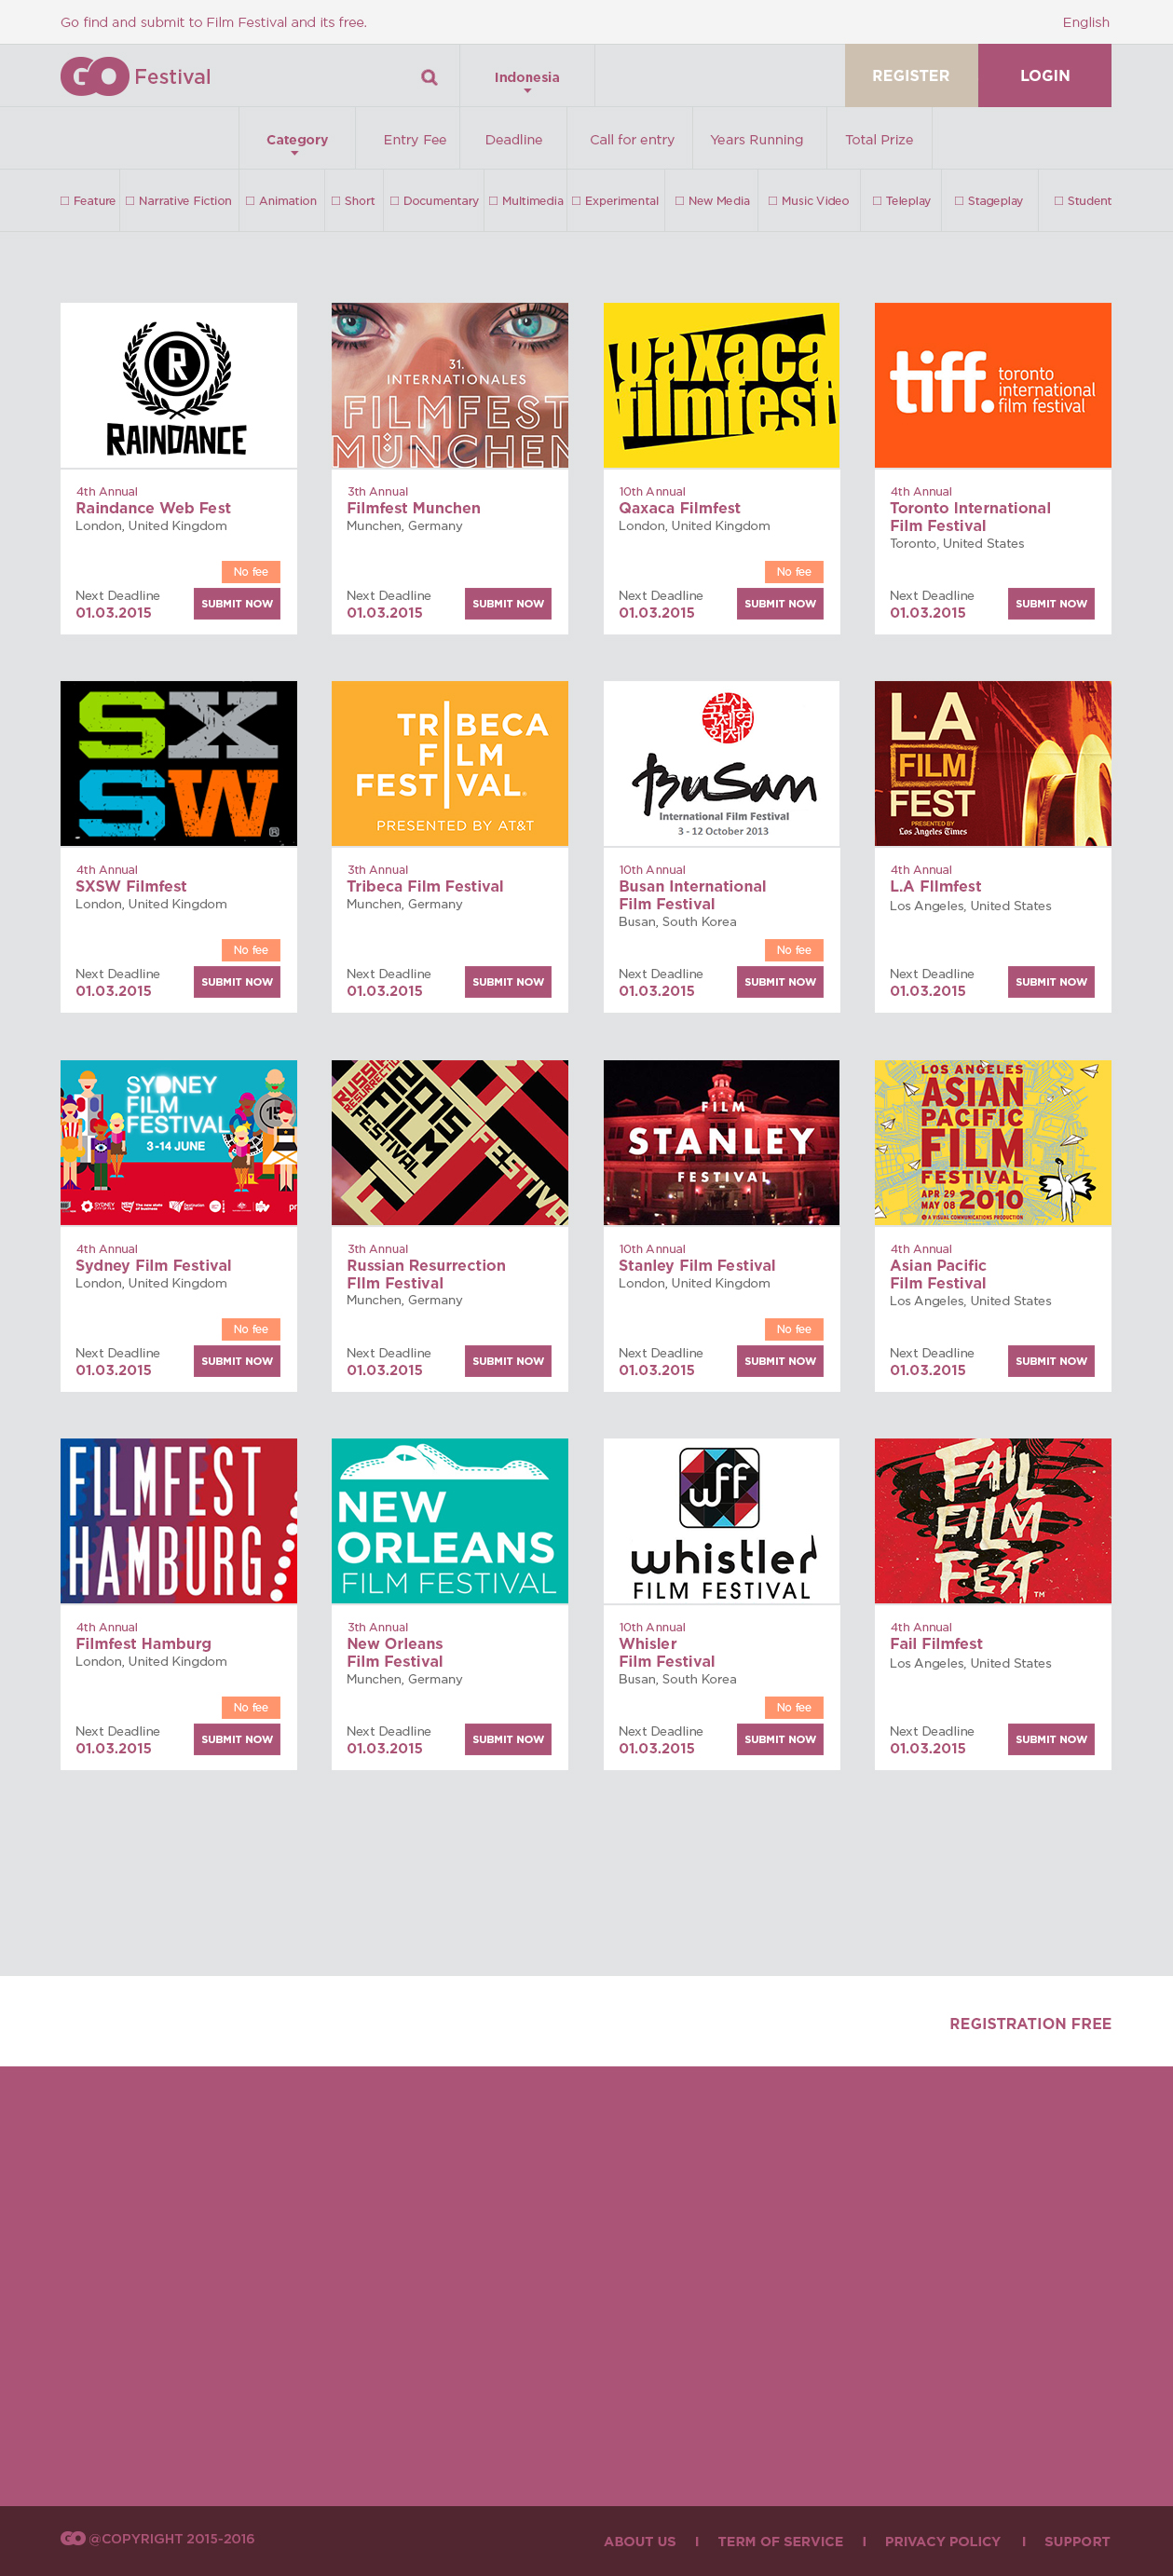 Go find and submit to Film Festival and its free.
English
GO Festival
Indonesia
REGISTER
LOGIN
Category
Entry Fee
Deadline
Call for entry
Years Running
Total Prize
Feature
Narrative Fiction
Animation
Short
Documentary
Multimedia
Experimental
New Media
Music Video
Teleplay
Stageplay
Student
R
RAINDANCE
4th Annual
Raindance Web Fest
London, United Kingdom
No fee
Next Deadline
01.03.2015
SUBMIT NOW
31.
INTERNATIONALES
FILMFEST
MÜNCHEN
3th Annual
Filmfest Munchen
Munchen, Germany
Next Deadline
01.03.2015
SUBMIT NOW
oaxaca
filmfest
10th Annual
Qaxaca Filmfest
London, United Kingdom
No fee
Next Deadline
01.03.2015
SUBMIT NOW
tiff.
toronto
international
film festival
4th Annual
Toronto International
Film Festival
Toronto, United States
Next Deadline
01.03.2015
SUBMIT NOW
SX
SW
4th Annual
SXSW Filmfest
London, United Kingdom
No fee
Next Deadline
01.03.2015
SUBMIT NOW
TRIBECA
FILM
FESTIVAL
PRESENTED BY AT&T
3th Annual
Tribeca Film Festival
Munchen, Germany
Next Deadline
01.03.2015
SUBMIT NOW
부산
국제영
화제
BUSan
International Film Festival
3 - 12 October 2013
10th Annual
Busan International
Film Festival
Busan, South Korea
No fee
Next Deadline
01.03.2015
SUBMIT NOW
LA
FILM
FEST
PRESENTED BY
Los Angeles Times
4th Annual
L.A FIlmfest
Los Angeles, United States
Next Deadline
01.03.2015
SUBMIT NOW
SYDNEY
FILM
FESTIVAL
3-14 JUNE
15
4th Annual
Sydney Film Festival
London, United Kingdom
No fee
Next Deadline
01.03.2015
SUBMIT NOW
RUSSIAN
RESURRECTION
2015
FILM
FESTIVAL
FESTIVAL
3th Annual
Russian Resurrection
FIlm Festival
Munchen, Germany
Next Deadline
01.03.2015
SUBMIT NOW
FILM
STANLEY
FESTIVAL
10th Annual
Stanley Film Festival
London, United Kingdom
No fee
Next Deadline
01.03.2015
SUBMIT NOW
LOS ANGELES
ASIAN
PACIFIC
FILM
FESTIVAL
APR 29
MAY 08 2010
A VISUAL COMMUNICATIONS PRODUCTION
4th Annual
Asian Pacific
Film Festival
Los Angeles, United States
Next Deadline
01.03.2015
SUBMIT NOW
FILMFEST
HAMBURG
4th Annual
Filmfest Hamburg
London, United Kingdom
No fee
Next Deadline
01.03.2015
SUBMIT NOW
NEW
ORLEANS
FILM FESTIVAL
3th Annual
New Orleans
Film Festival
Munchen, Germany
Next Deadline
01.03.2015
SUBMIT NOW
wff
whistler
FILM FESTIVAL
10th Annual
Whisler
Film Festival
Busan, South Korea
No fee
Next Deadline
01.03.2015
SUBMIT NOW
FAIL
FILM
FEST
TM
4th Annual
Fail Filmfest
Los Angeles, United States
Next Deadline
01.03.2015
SUBMIT NOW
REGISTRATION FREE
GO @COPYRIGHT 2015-2016
ABOUT US I TERM OF SERVICE I PRIVACY POLICY I SUPPORT